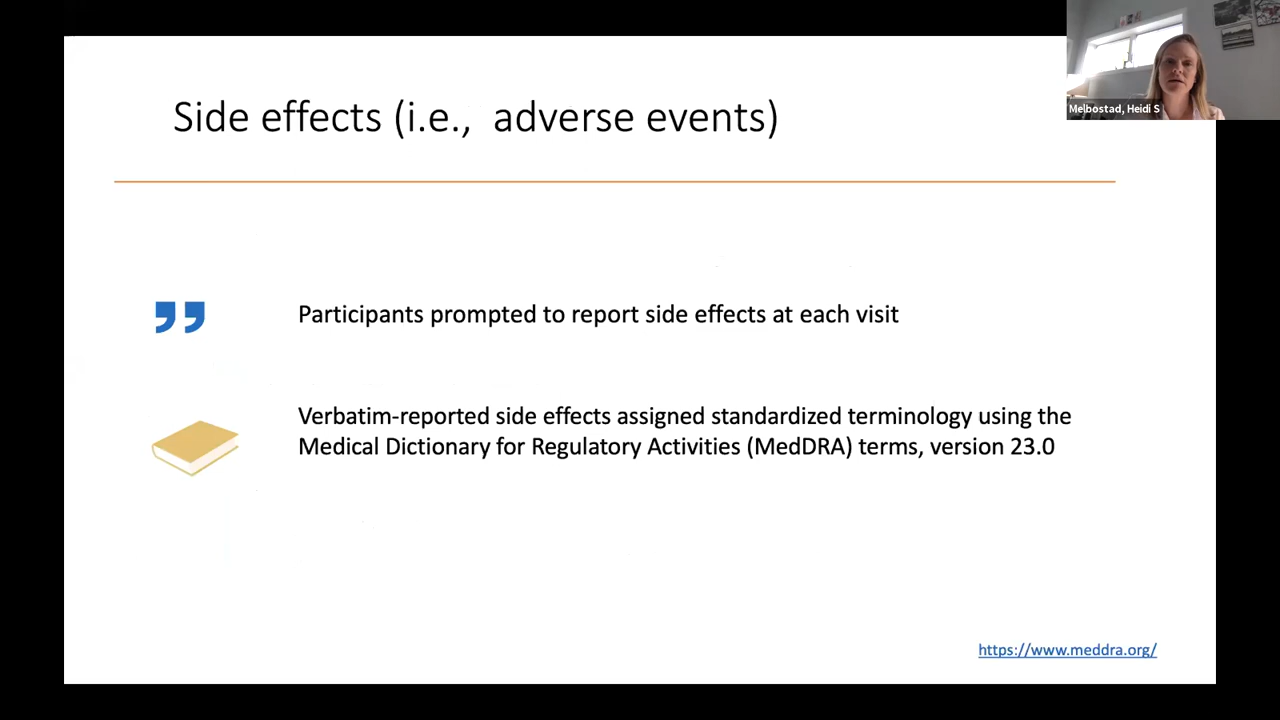 Side effects (i.e.,  adverse events)
Melbostad, Heidi S
Participants prompted to report side effects at each visit
Verbatim-reported side effects assigned standardized terminology using the
Medical Dictionary for Regulatory Activities (MedDRA) terms, version 23.0
https://www.meddra.org/